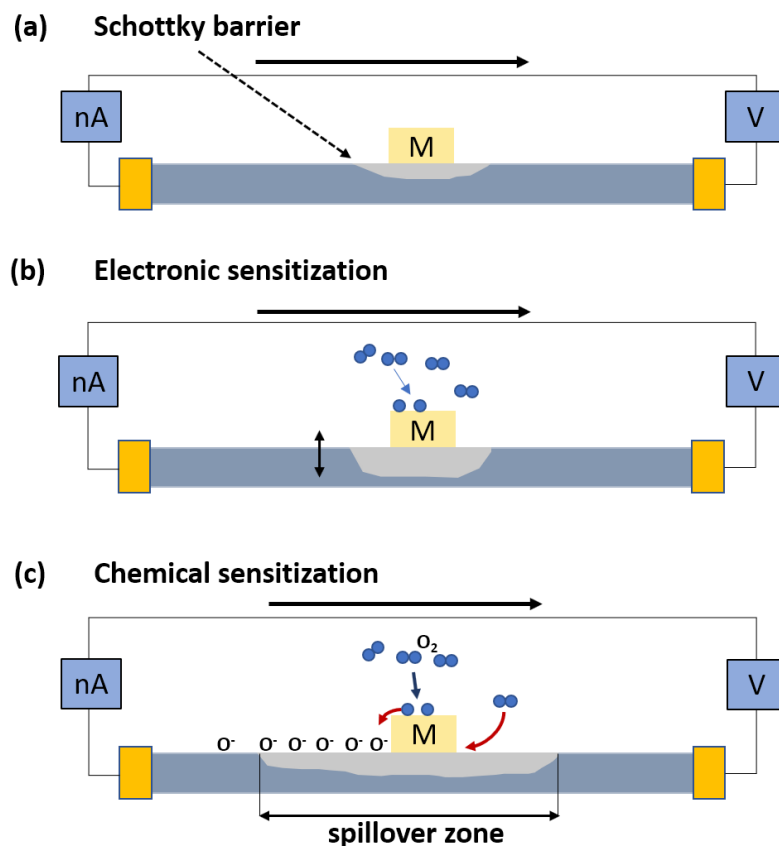 (a) Schottky barrier
nA
V
M
(b) Electronic sensitization
nA
V
M
(c) Chemical sensitization
O₂
nA
V
M
O⁻ O⁻ O⁻ O⁻ O⁻ O⁻
spillover zone